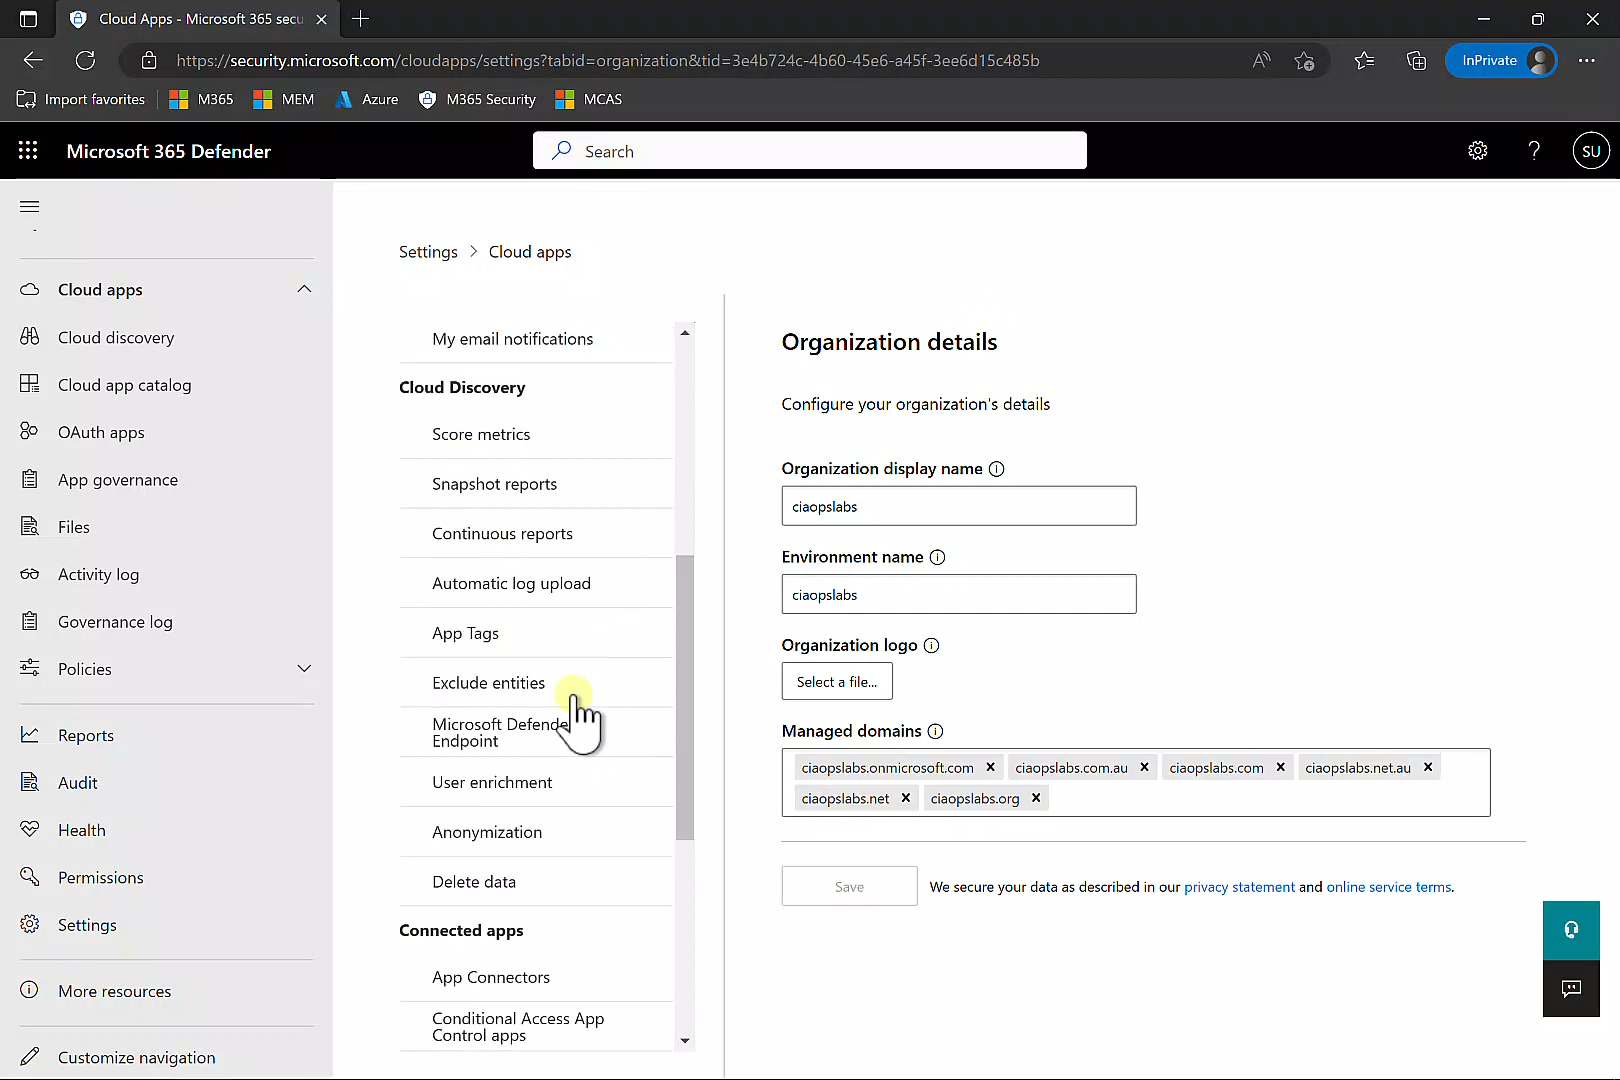 Cloud Apps - Microsoft 365 secu
https://security.microsoft.com/cloudapps/settings?tabid=organization&tid=3e4b724c-4b60-45e6-a45f-3ee6d15c485b
InPrivate
Import favorites
M365
MEM
Azure
M365 Security
MCAS
Microsoft 365 Defender
Search
SU
Cloud apps
Cloud discovery
Cloud app catalog
OAuth apps
App governance
Files
Activity log
Governance log
Policies
Reports
Audit
Health
Permissions
Settings
More resources
Customize navigation
Settings > Cloud apps
My email notifications
Cloud Discovery
Score metrics
Snapshot reports
Continuous reports
Automatic log upload
App Tags
Exclude entities
Microsoft Defende
Endpoint
User enrichment
Anonymization
Delete data
Connected apps
App Connectors
Conditional Access App
Control apps
Organization details
Configure your organization's details
Organization display name
ciaopslabs
Environment name
ciaopslabs
Organization logo
Select a file...
Managed domains
ciaopslabs.onmicrosoft.com
ciaopslabs.com.au
ciaopslabs.com
ciaopslabs.net.au
ciaopslabs.net
ciaopslabs.org
Save
We secure your data as described in our privacy statement and online service terms.